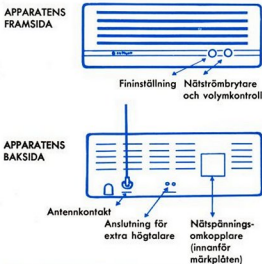 APPARATENS
FRAMSIDA
Fininställning
Nätströmbrytare
och volymkontroll
APPARATENS
BAKSIDA
Antennkontakt
Anslutning för
extra högtalare
Nätspännings-
omkopplare
(innanför
märkplåten)